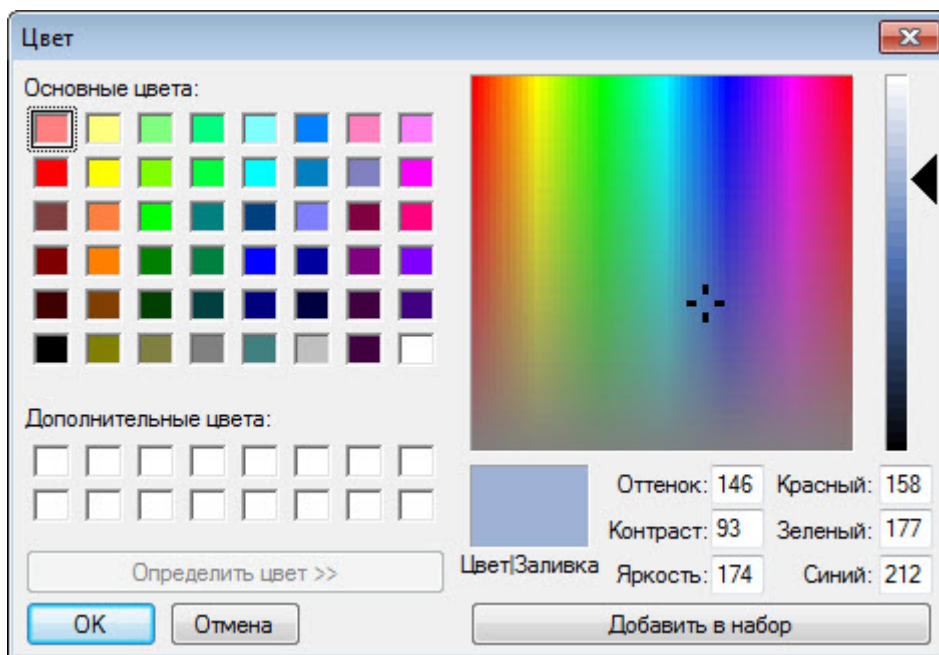 Цвет
Основные цвета:
Дополнительные цвета:
Определить цвет >>
OK
Отмена
Цвет|Заливка
Оттенок: 146
Контраст: 93
Яркость: 174
Красный: 158
Зеленый: 177
Синий: 212
Добавить в набор